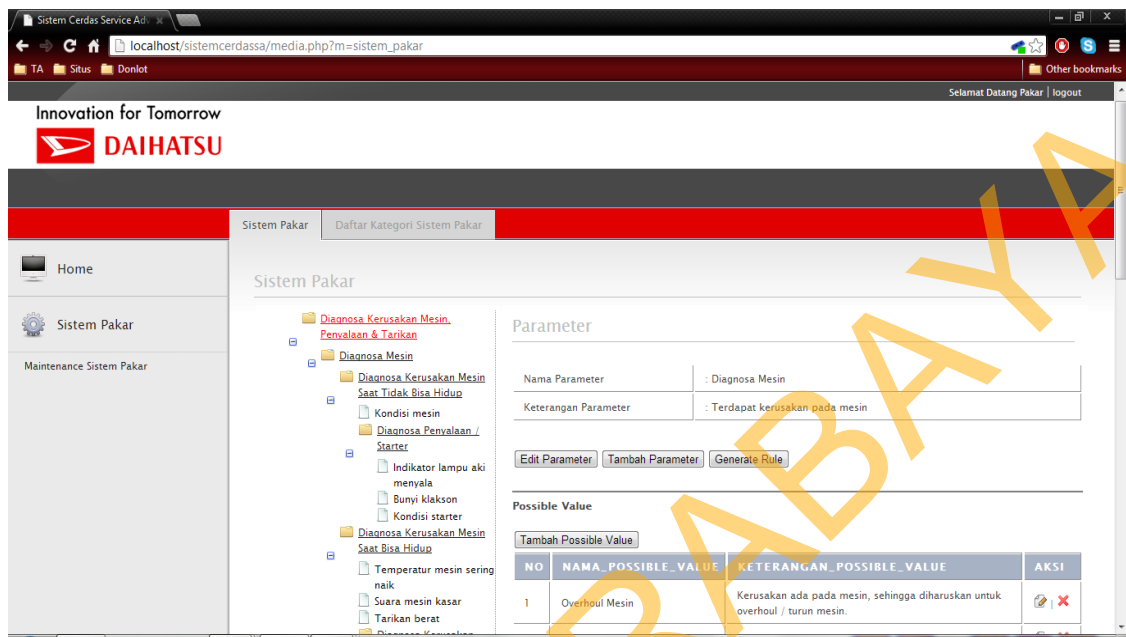 Sistem Cerdas Service Adv
localhost/sistemcerdassa/media.php?m=sistem_pakar
TA Situs Donlot Other bookmarks
Selamat Datang Pakar | logout
Innovation for Tomorrow
DAIHATSU
Sistem Pakar Daftar Kategori Sistem Pakar
Home
Sistem Pakar
Maintenance Sistem Pakar
Sistem Pakar
Diagnosa Kerusakan Mesin,
Penyalaan & Tarikan
Diagnosa Mesin
Diagnosa Kerusakan Mesin
Saat Tidak Bisa Hidup
Kondisi mesin
Diagnosa Penyalaan /
Starter
Indikator lampu aki
menyala
Bunyi klakson
Kondisi starter
Diagnosa Kerusakan Mesin
Saat Bisa Hidup
Temperatur mesin sering
naik
Suara mesin kasar
Tarikan berat
Diagnosa Kerusakan
Parameter
Nama Parameter : Diagnosa Mesin
Keterangan Parameter : Terdapat kerusakan pada mesin
Edit Parameter Tambah Parameter Generate Rule
Possible Value
Tambah Possible Value
NO NAMA_POSSIBLE_VALUE KETERANGAN_POSSIBLE_VALUE AKSI
1 Overhoul Mesin Kerusakan ada pada mesin, sehingga diharuskan untuk
overhoul / turun mesin.
RABAYA